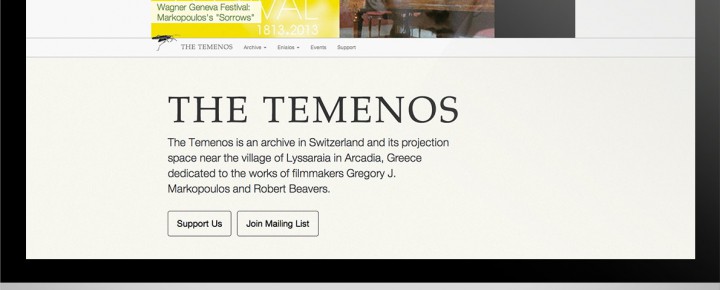 Wagner Geneva Festival:
Markopoulos's "Sorrows"
VAL
1813-2013
THE TEMENOS Archive Eniaios Events Support
THE TEMENOS
The Temenos is an archive in Switzerland and its projection
space near the village of Lyssaraia in Arcadia, Greece
dedicated to the works of filmmakers Gregory J.
Markopoulos and Robert Beavers.
Support Us Join Mailing List